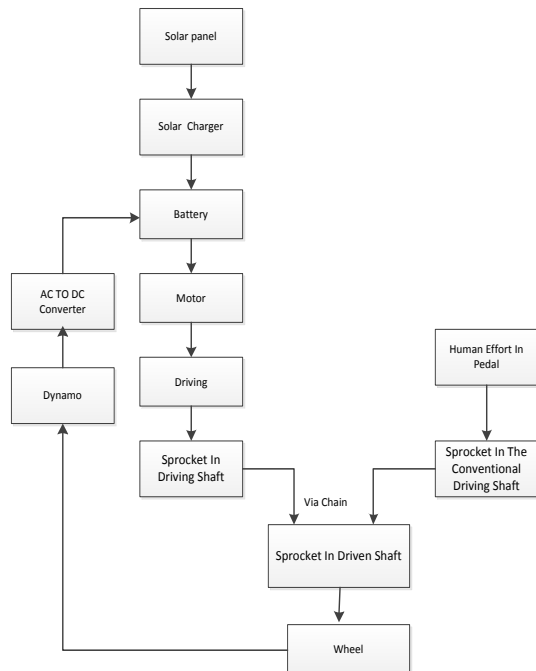 Solar panel
Solar Charger
Battery
AC TO DC
Converter
Motor
Human Effort In
Pedal
Dynamo
Driving
Sprocket In
Driving Shaft
Sprocket In The
Conventional
Driving Shaft
Via Chain
Sprocket In Driven Shaft
Wheel